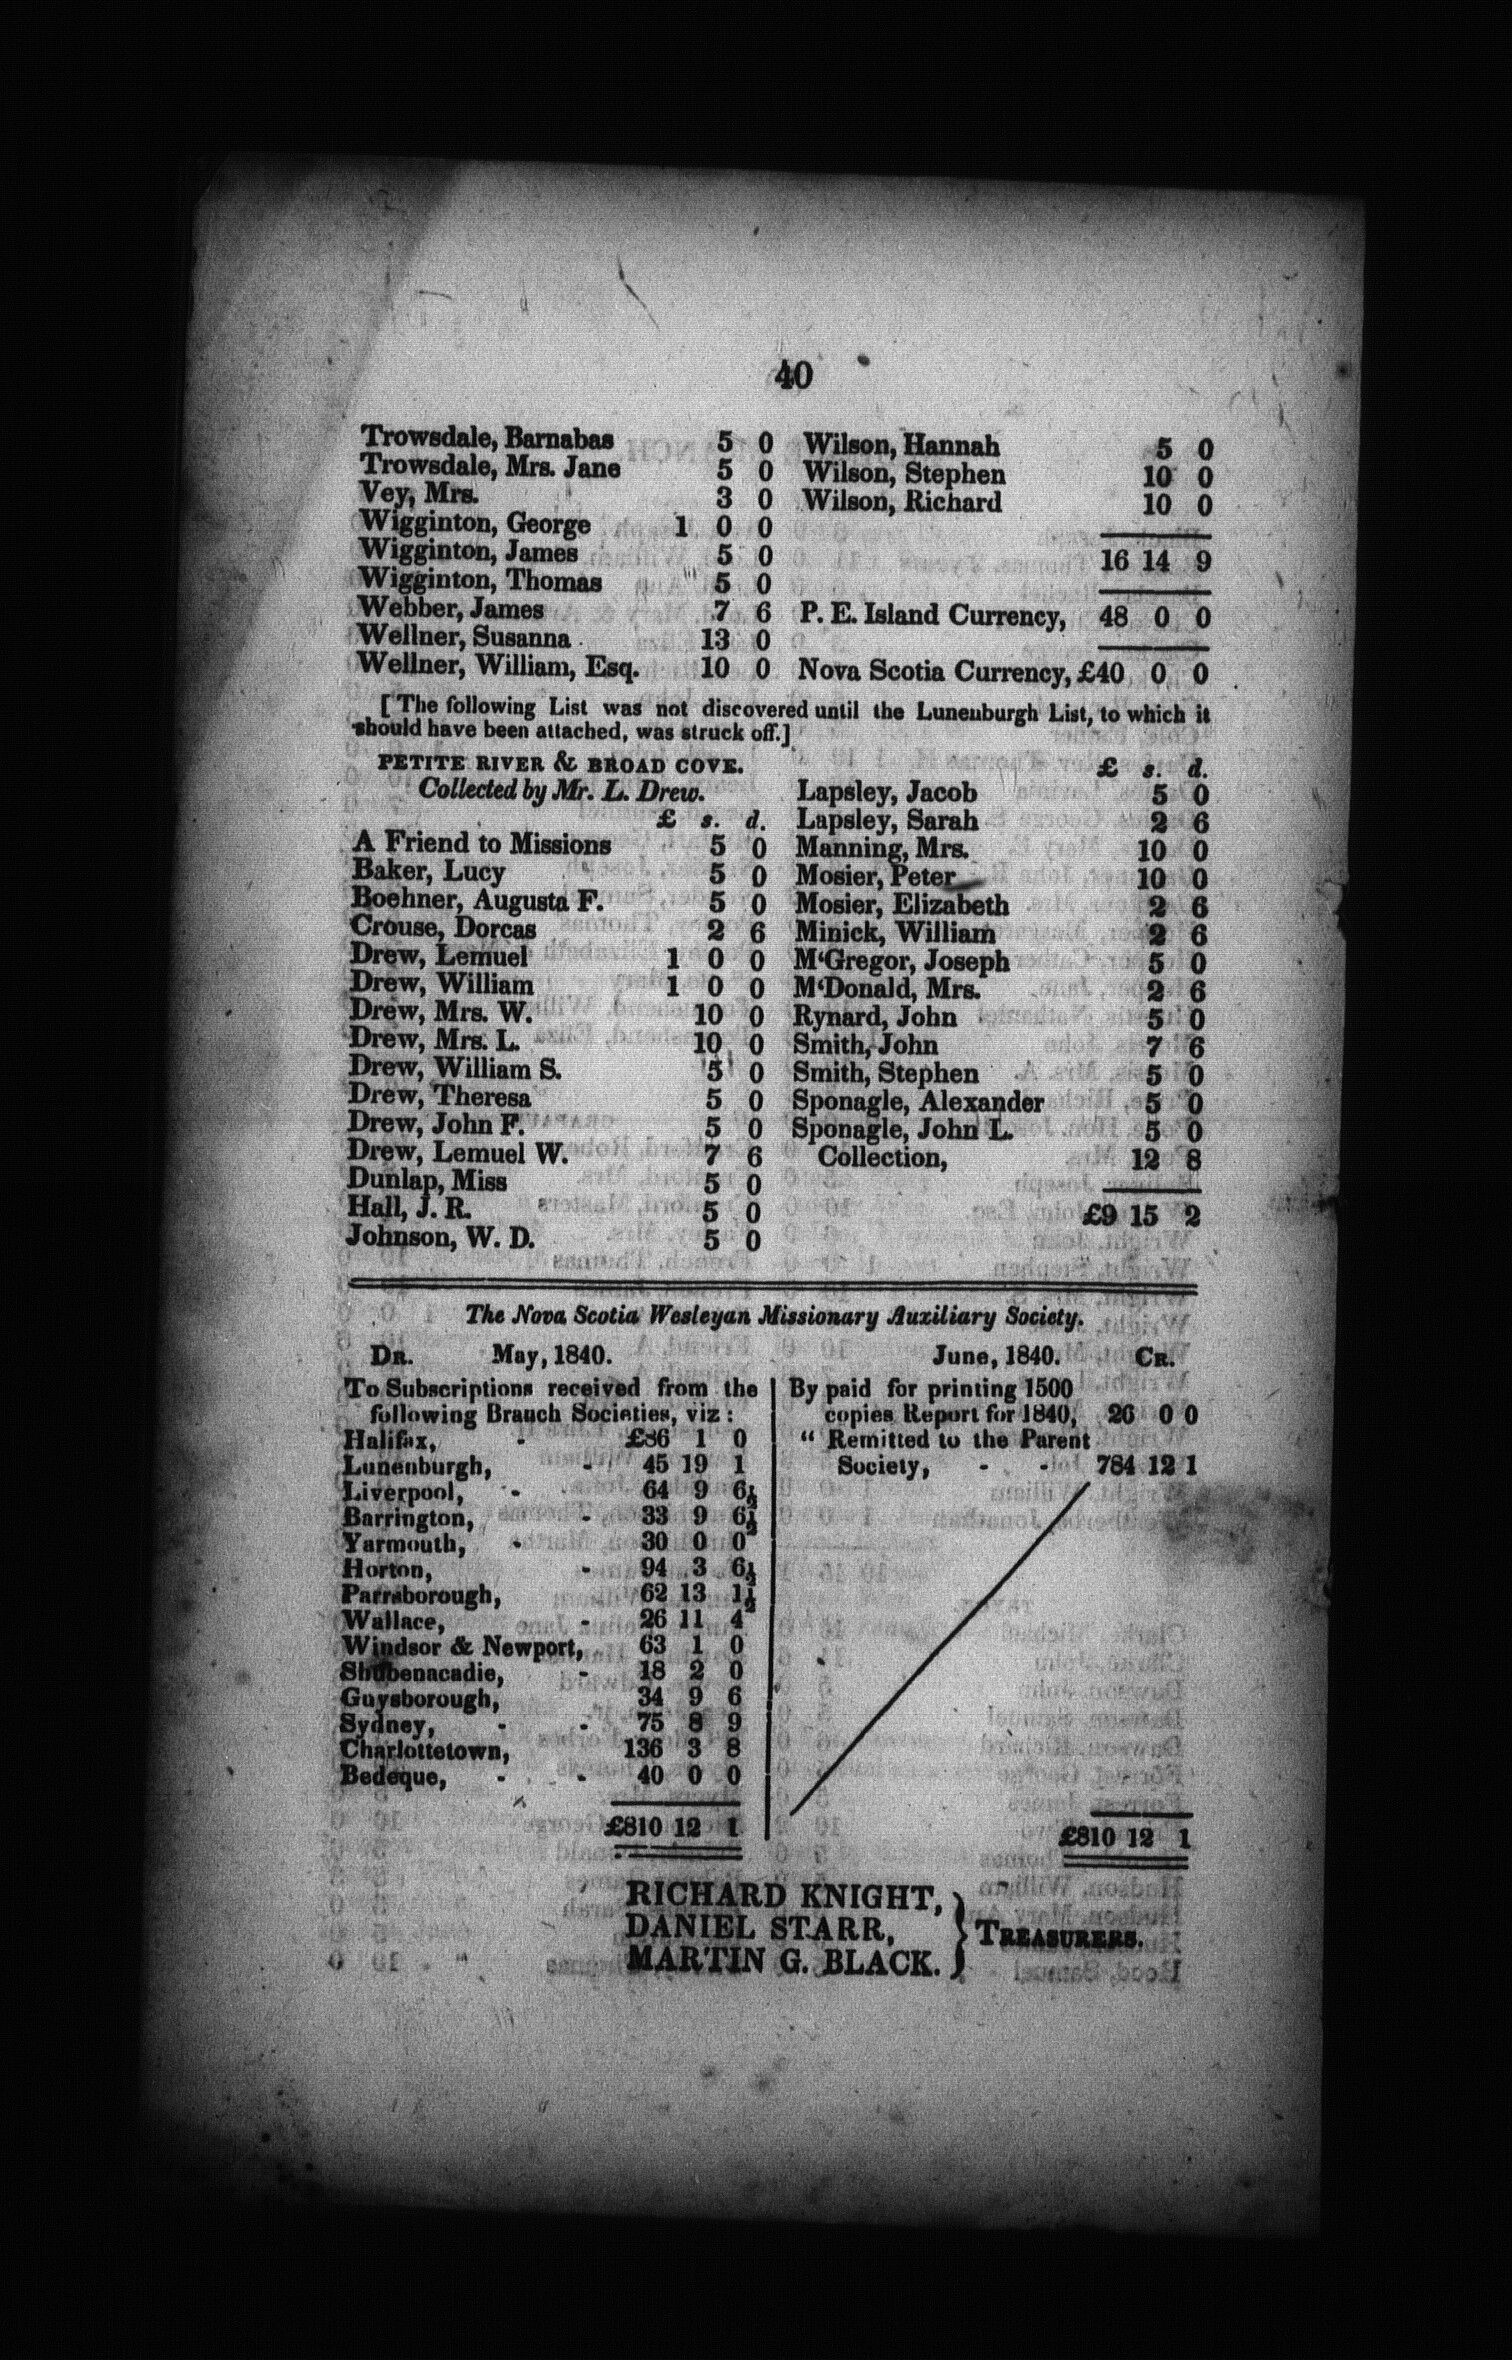 40
Trowsdale, Barnabas 5 0
Trowsdale, Mrs. Jane 5 0
Vey, Mrs. 3 0
Wigginton, George 1 0 0
Wigginton, James 5 0
Wigginton, Thomas 5 0
Webber, James 7 6
Wellner, Susanna 13 0
Wellner, William, Esq. 10 0
Wilson, Hannah 5 0
Wilson, Stephen 10 0
Wilson, Richard 10 0
16 14 9
P. E. Island Currency, 48 0 0
Nova Scotia Currency, £40 0 0
[The following List was not discovered until the Lunenburgh List, to which it
should have been attached, was struck off.]
PETITE RIVER & BROAD COVE.
Collected by Mr. L. Drew.
£ s. d.
A Friend to Missions 5 0
Baker, Lucy 5 0
Boehner, Augusta F. 5 0
Crouse, Dorcas 2 6
Drew, Lemuel 1 0 0
Drew, William 1 0 0
Drew, Mrs. W. 10 0
Drew, Mrs. L. 10 0
Drew, William S. 5 0
Drew, Theresa 5 0
Drew, John F. 5 0
Drew, Lemuel W. 7 6
Dunlap, Miss 5 0
Hall, J. R. 5 0
Johnson, W. D. 5 0
£ s. d.
Lapsley, Jacob 5 0
Lapsley, Sarah 2 6
Manning, Mrs. 10 0
Mosier, Peter 10 0
Mosier, Elizabeth 2 6
Minick, William 2 6
M‘Gregor, Joseph 5 0
M‘Donald, Mrs. 2 6
Rynard, John 5 0
Smith, John 7 6
Smith, Stephen 5 0
Sponagle, Alexander 5 0
Sponagle, John L. 5 0
Collection, 12 8
£9 15 2
The Nova Scotia Wesleyan Missionary Auxiliary Society.
DR. May, 1840.
To Subscriptions received from the
following Branch Societies, viz:
Halifax, - £86 1 0
Lunenburgh, - 45 19 1
Liverpool, - 64 9 6½
Barrington, - 33 9 6½
Yarmouth, - 30 0 0
Horton, - 94 3 6½
Parrsborough, - 62 13 1½
Wallace, - 26 11 4
Windsor & Newport, 63 1 0
Shubenacadie, - 18 2 0
Guysborough, 34 9 6
Sydney, - - 75 8 9
Charlottetown, 136 3 8
Bedeque, - - 40 0 0
£810 12 1
June, 1840. CR.
By paid for printing 1500
copies Report for 1840, 26 0 0
“ Remitted to the Parent
Society, - - 784 12 1
£810 12 1
RICHARD KNIGHT,
DANIEL STARR,
MARTIN G. BLACK.
TREASURERS.